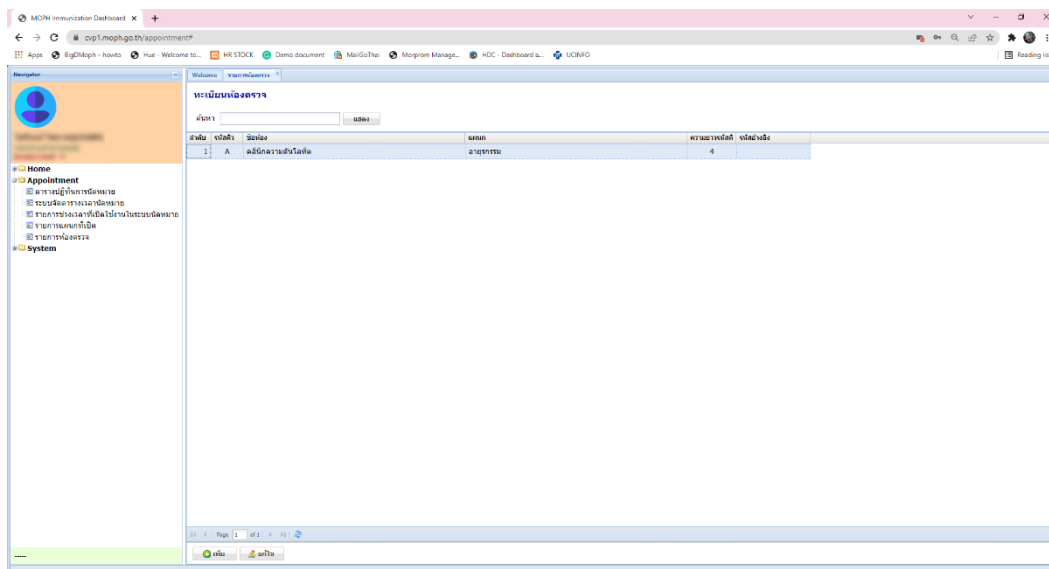 MOPH Immunization Dashboard
cvp1.moph.go.th/appointment#
Apps BigDMoph - howto Hue - Welcome to... HR STOCK Demo document MailGoThai Morprom Manage... HDC - Dashboard a... UCINFO Reading lis
Navigator
Welcome รายการห้องตรวจ
ทะเบียนห้องตรวจ
ค้นหา แสดง
ลำดับ รหัสคิว ชื่อห้อง แผนก ความยาวรหัสคิ รหัสอ้างอิง
1 A คลินิกความดันโลหิต อายุรกรรม 4
Home
Appointment
ตารางปฏิทินการนัดหมาย
ระบบจัดตารางเวลานัดหมาย
รายการช่วงเวลาที่เปิดใช้งานในระบบนัดหมาย
รายการแผนกที่เปิด
รายการห้องตรวจ
System
Page 1 of 1
เพิ่ม แก้ไข
-----